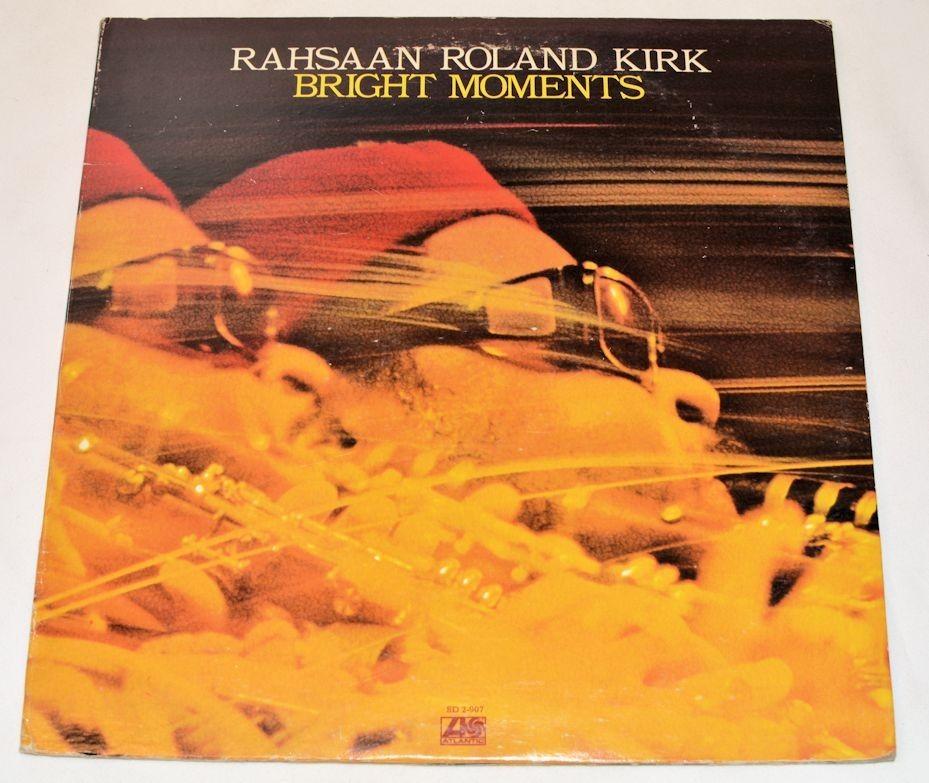 RAHSAAN ROLAND KIRK
BRIGHT MOMENTS
SD 2-907
ATLANTIC